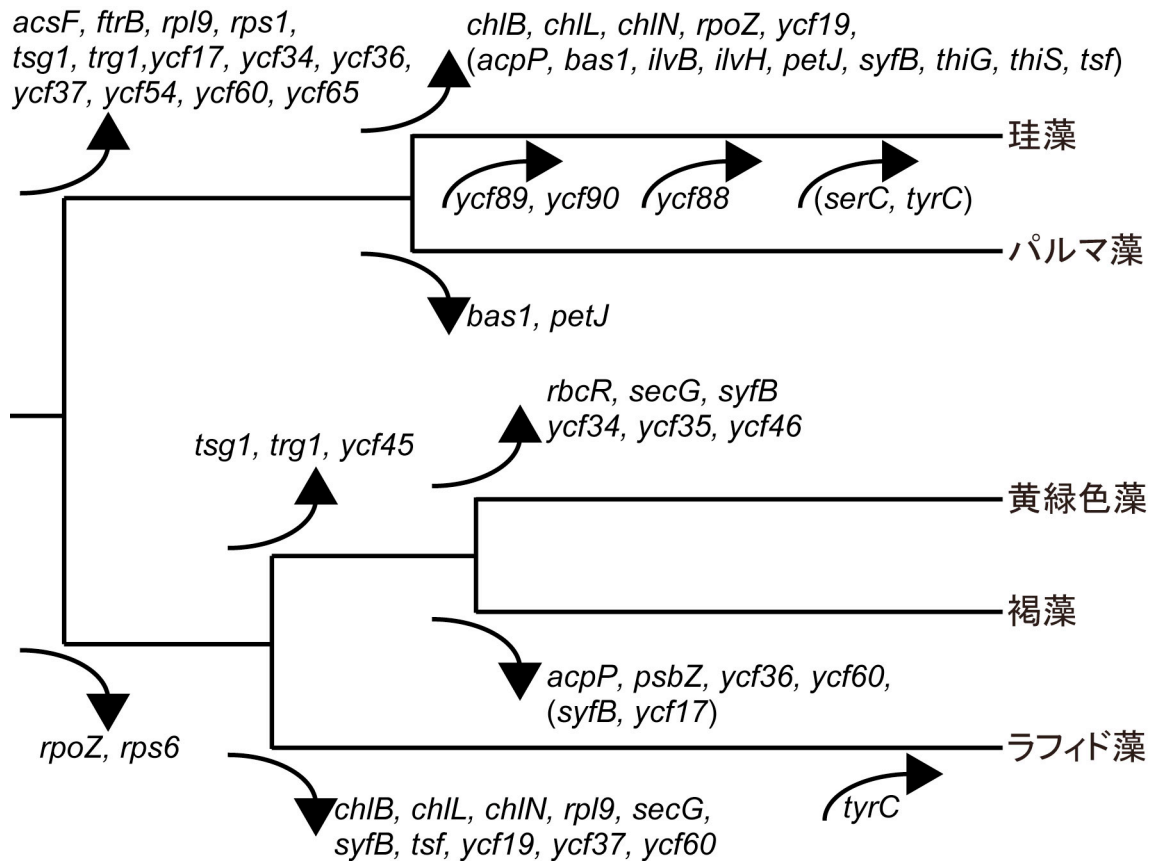 acsF, ftrB, rpl9, rps1,
tsg1, trg1,ycf17, ycf34, ycf36,
ycf37, ycf54, ycf60, ycf65
chlB, chlL, chlN, rpoZ, ycf19,
(acpP, bas1, ilvB, ilvH, petJ, syfB, thiG, thiS, tsf)
珪藻
ycf89, ycf90
ycf88
(serC, tyrC)
パルマ藻
bas1, petJ
rbcR, secG, syfB
ycf34, ycf35, ycf46
tsg1, trg1, ycf45
黄緑色藻
褐藻
acpP, psbZ, ycf36, ycf60,
(syfB, ycf17)
rpoZ, rps6
ラフィド藻
tyrC
chlB, chlL, chlN, rpl9, secG,
syfB, tsf, ycf19, ycf37, ycf60